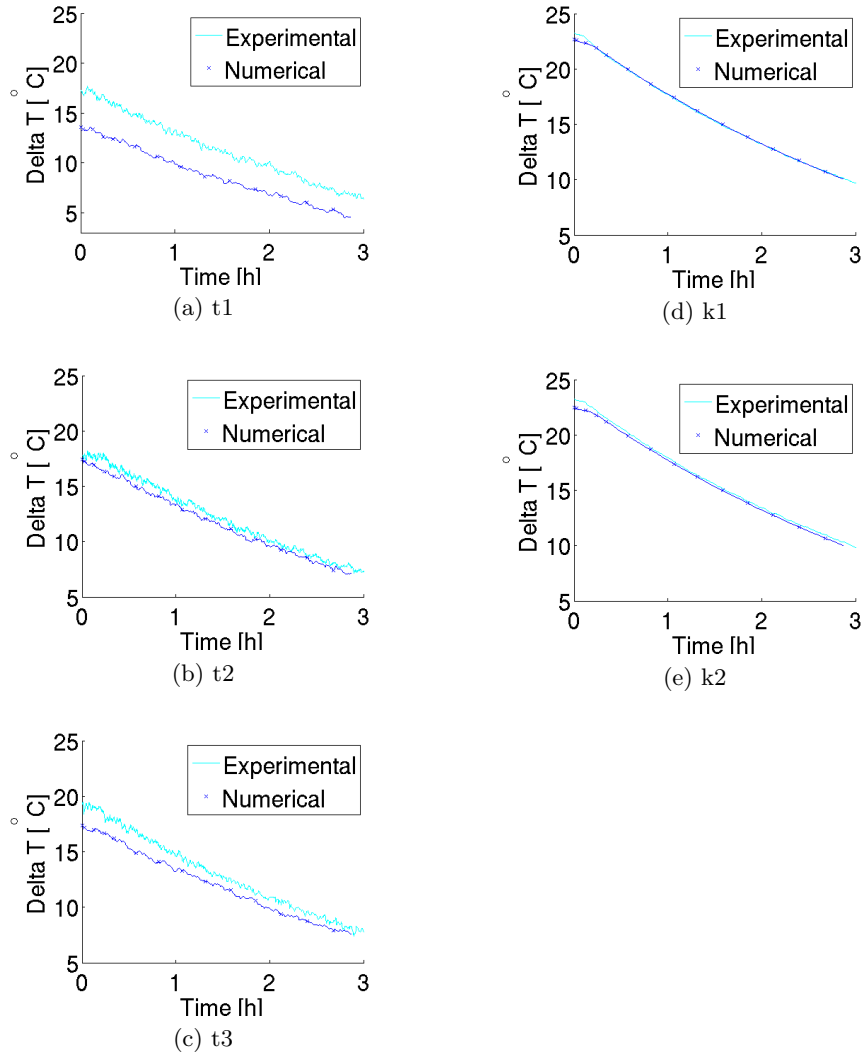 25
20
15
10
5
Delta T [ ° C]
Experimental
Numerical
0 1 2 3
Time [h]
(a) t1
25
20
15
10
5
Delta T [ ° C]
Experimental
Numerical
0 1 2 3
Time [h]
(b) t2
25
20
15
10
5
Delta T [ ° C]
Experimental
Numerical
0 1 2 3
Time [h]
(c) t3
25
20
15
10
5
Delta T [ ° C]
Experimental
Numerical
0 1 2 3
Time [h]
(d) k1
25
20
15
10
5
Delta T [ ° C]
Experimental
Numerical
0 1 2 3
Time [h]
(e) k2